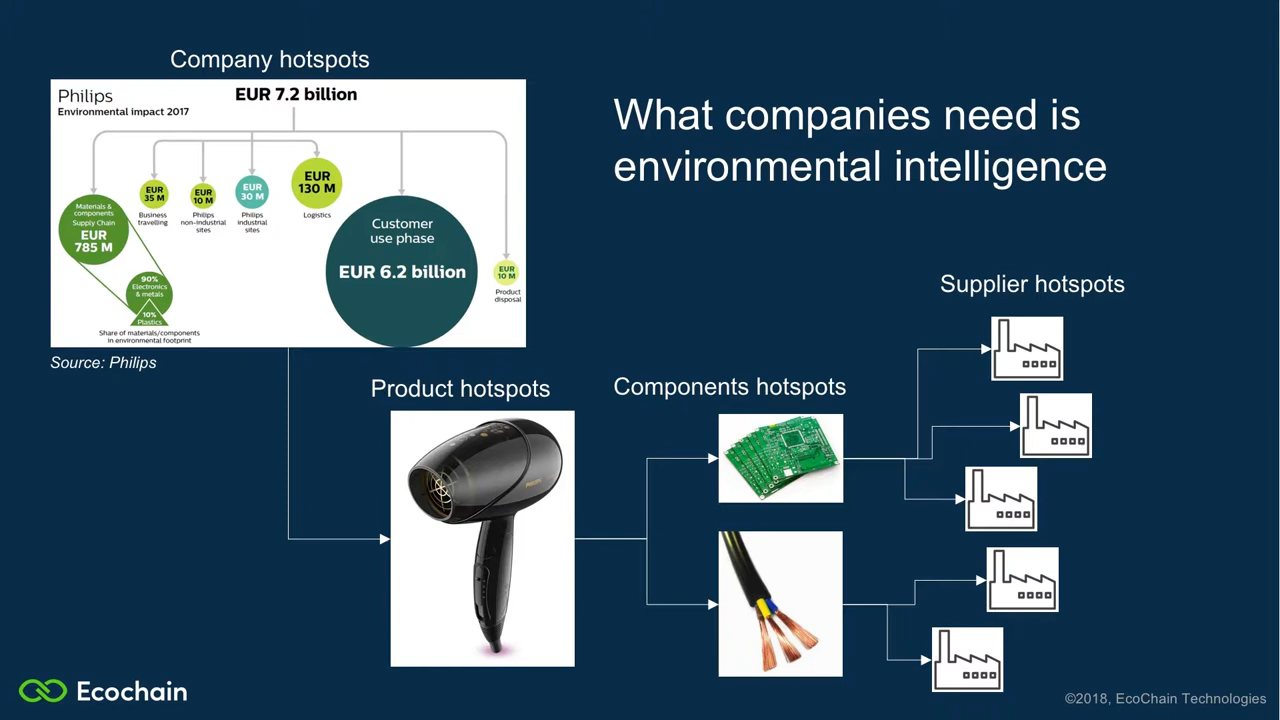 Company hotspots
Philips
Environmental impact 2017
EUR 7.2 billion
Materials &
components
Supply Chain
EUR
785 M
90%
Electronics
& metals
10%
Plastics
Share of materials/components
in environmental footprint
EUR
35 M
Business
travelling
EUR
10 M
Philips
non-industrial
sites
EUR
30 M
Philips
industrial
sites
EUR
130 M
Logistics
Customer
use phase
EUR 6.2 billion
EUR
10 M
Product
disposal
Source: Philips
What companies need is
environmental intelligence
Product hotspots
Components hotspots
Supplier hotspots
PHILIPS
Ecochain
©2018, EcoChain Technologies